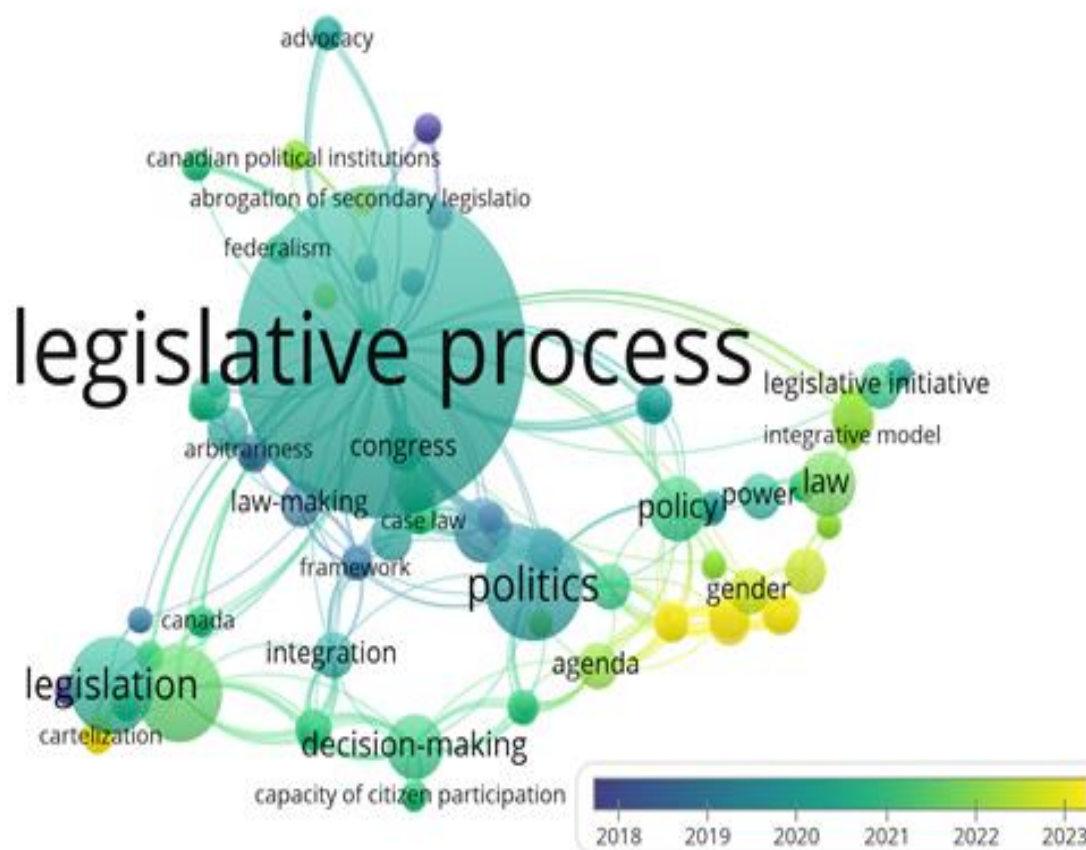 advocacy
canadian political institutions
abrogation of secondary legislatio
federalism
legislative process
legislative initiative
integrative model
arbitrariness
congress
law-making
case law
policy
power
law
framework
politics
gender
canada
integration
agenda
legislation
cartelization
decision-making
capacity of citizen participation
2018 2019 2020 2021 2022 2023